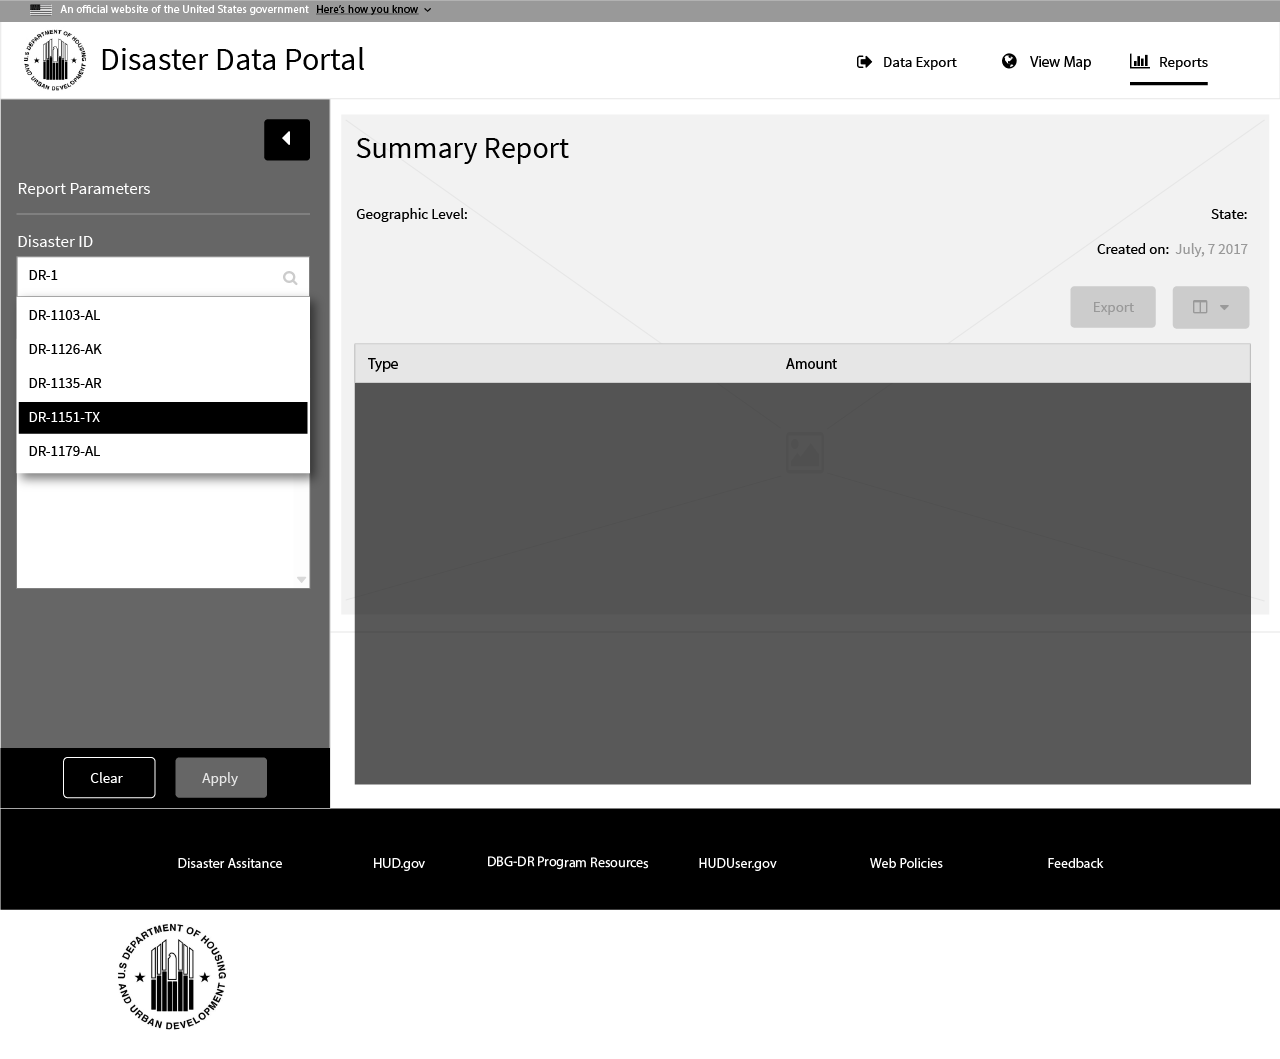 An official website of the United States government Here's how you know
U.S DEPARTMENT OF HOUSING
AND URBAN DEVELOPMENT
Disaster Data Portal
Data Export
View Map
Reports
Report Parameters
Disaster ID
DR-1
DR-1103-AL
DR-1126-AK
DR-1135-AR
DR-1151-TX
DR-1179-AL
Clear
Apply
Summary Report
Geographic Level:
State:
Created on: July, 7 2017
Export
Type
Amount
Disaster Assitance
HUD.gov
DBG-DR Program Resources
HUDUser.gov
Web Policies
Feedback
U.S DEPARTMENT OF HOUSING
AND URBAN DEVELOPMENT